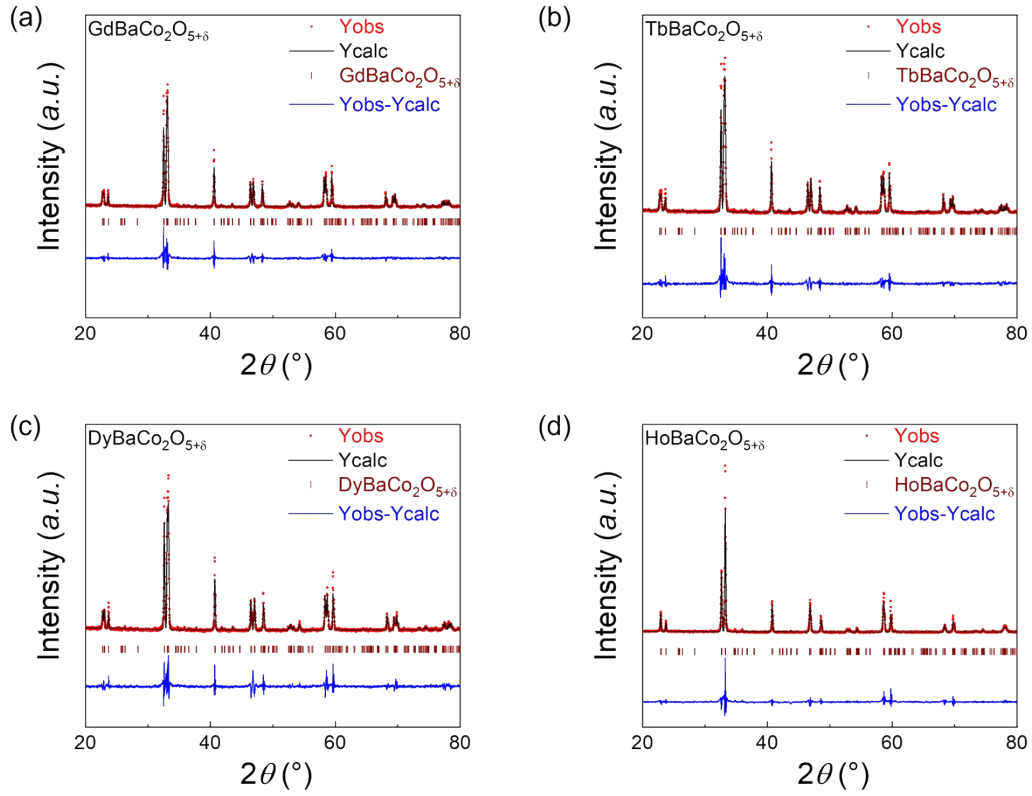 (a)
GdBaCo₂O₅₊δ
Yobs
Ycalc
GdBaCo₂O₅₊δ
Yobs-Ycalc
Intensity (a.u.)
20 40 60 80
2θ (°)
(b)
TbBaCo₂O₅₊δ
Yobs
Ycalc
TbBaCo₂O₅₊δ
Yobs-Ycalc
Intensity (a.u.)
20 40 60 80
2θ (°)
(c)
DyBaCo₂O₅₊δ
Yobs
Ycalc
DyBaCo₂O₅₊δ
Yobs-Ycalc
Intensity (a.u.)
20 40 60 80
2θ (°)
(d)
HoBaCo₂O₅₊δ
Yobs
Ycalc
HoBaCo₂O₅₊δ
Yobs-Ycalc
Intensity (a.u.)
20 40 60 80
2θ (°)